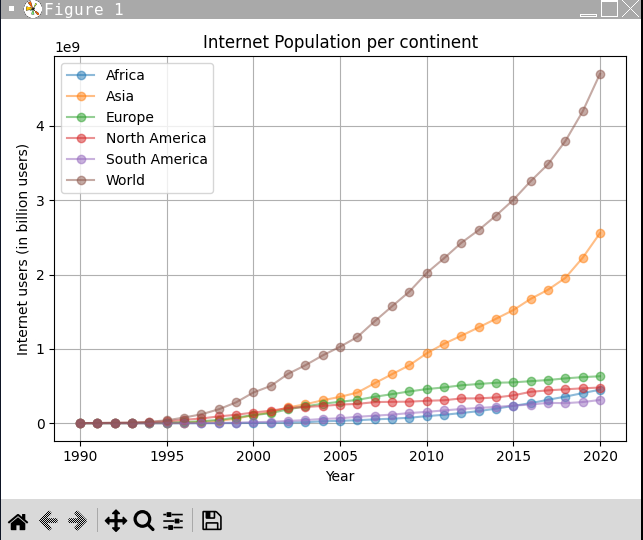 Figure 1
Internet Population per continent
1e9
Africa
Asia
Europe
North America
South America
World
Internet users (in billion users)
4
3
2
1
0
1990 1995 2000 2005 2010 2015 2020
Year